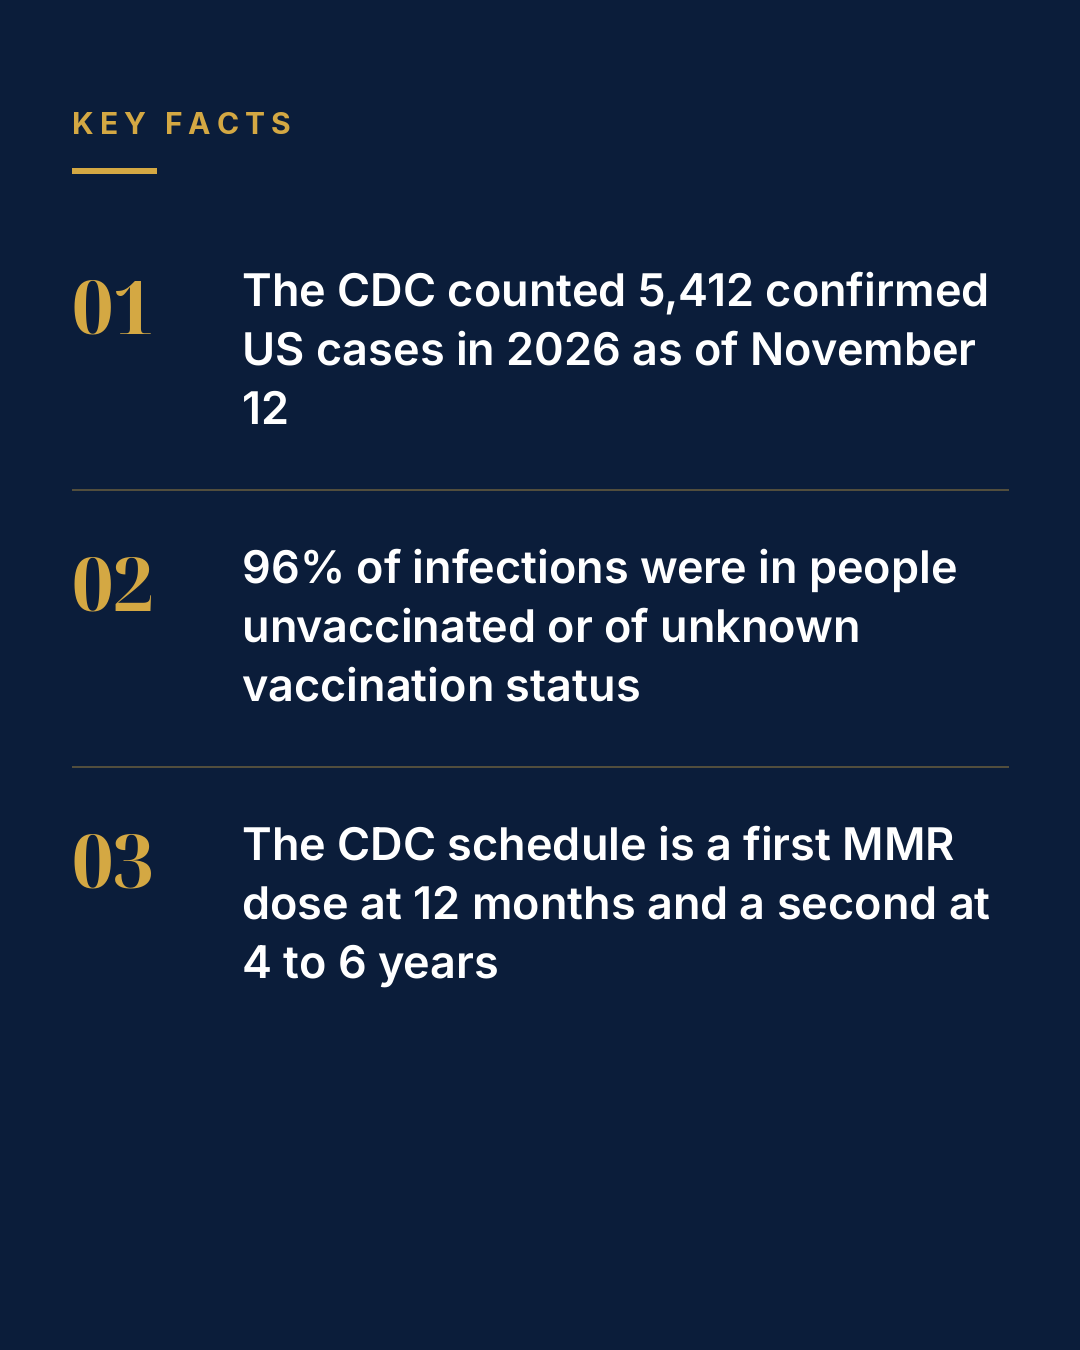 KEY FACTS
01
The CDC counted 5,412 confirmed
US cases in 2026 as of November
12
02
96% of infections were in people
unvaccinated or of unknown
vaccination status
03
The CDC schedule is a first MMR
dose at 12 months and a second at
4 to 6 years